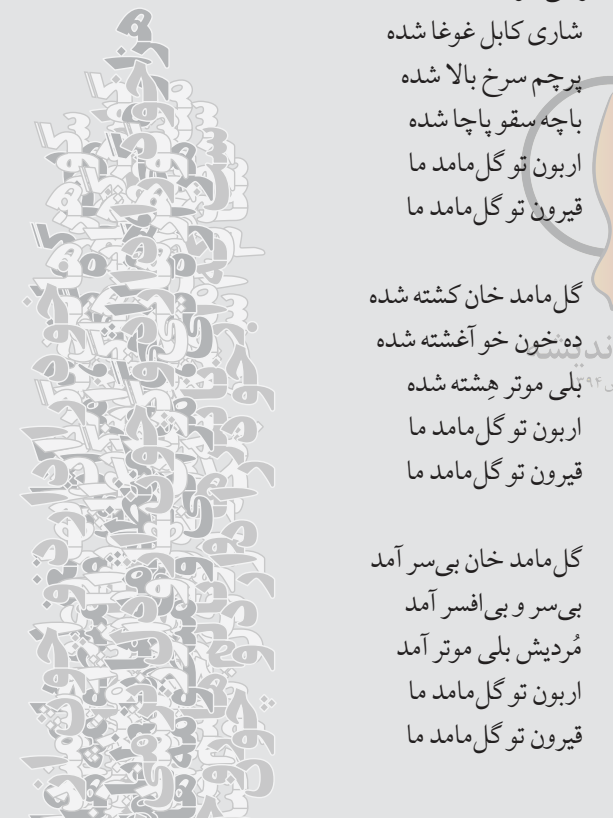 شاری کابل غوغا شده
پرچم سرخ بالا شده
باچه سقو پاچا شده
اربون تو گل‌مامد ما
قیرون تو گل‌مامد ما
گل‌مامد خان کشته شده
ده خون خو آغشته شده
بلی موتر هِشته شده
اربون تو گل‌مامد ما
قیرون تو گل‌مامد ما
گل‌مامد خان بی‌سر آمد
بی‌سر و بی‌افسر آمد
مُردیش بلی موتر آمد
اربون تو گل‌مامد ما
قیرون تو گل‌مامد ما